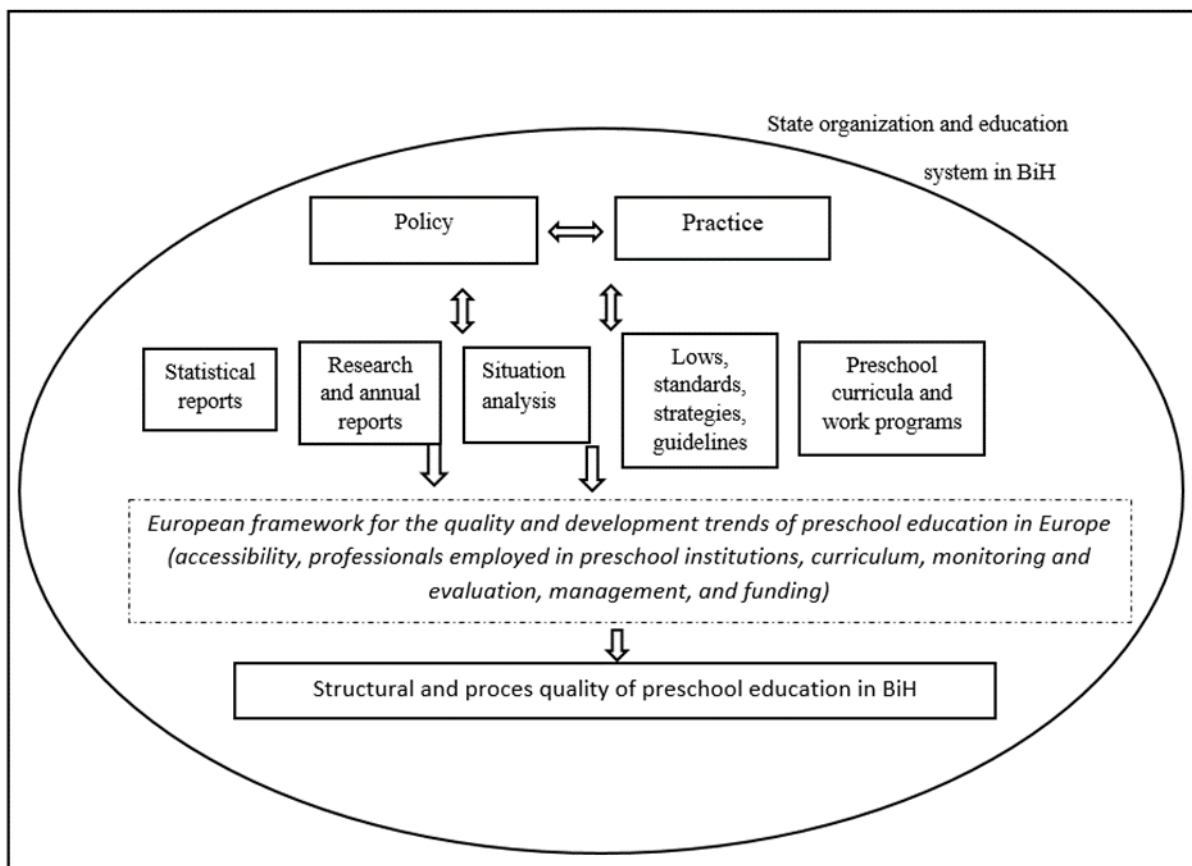 State organization and education
system in BiH
Policy
Practice
Statistical
reports
Research
and annual
reports
Situation
analysis
Lows,
standards,
strategies,
guidelines
Preschool
curricula and
work programs
European framework for the quality and development trends of preschool education in Europe
(accessibility, professionals employed in preschool institutions, curriculum, monitoring and
evaluation, management, and funding)
Structural and proces quality of preschool education in BiH